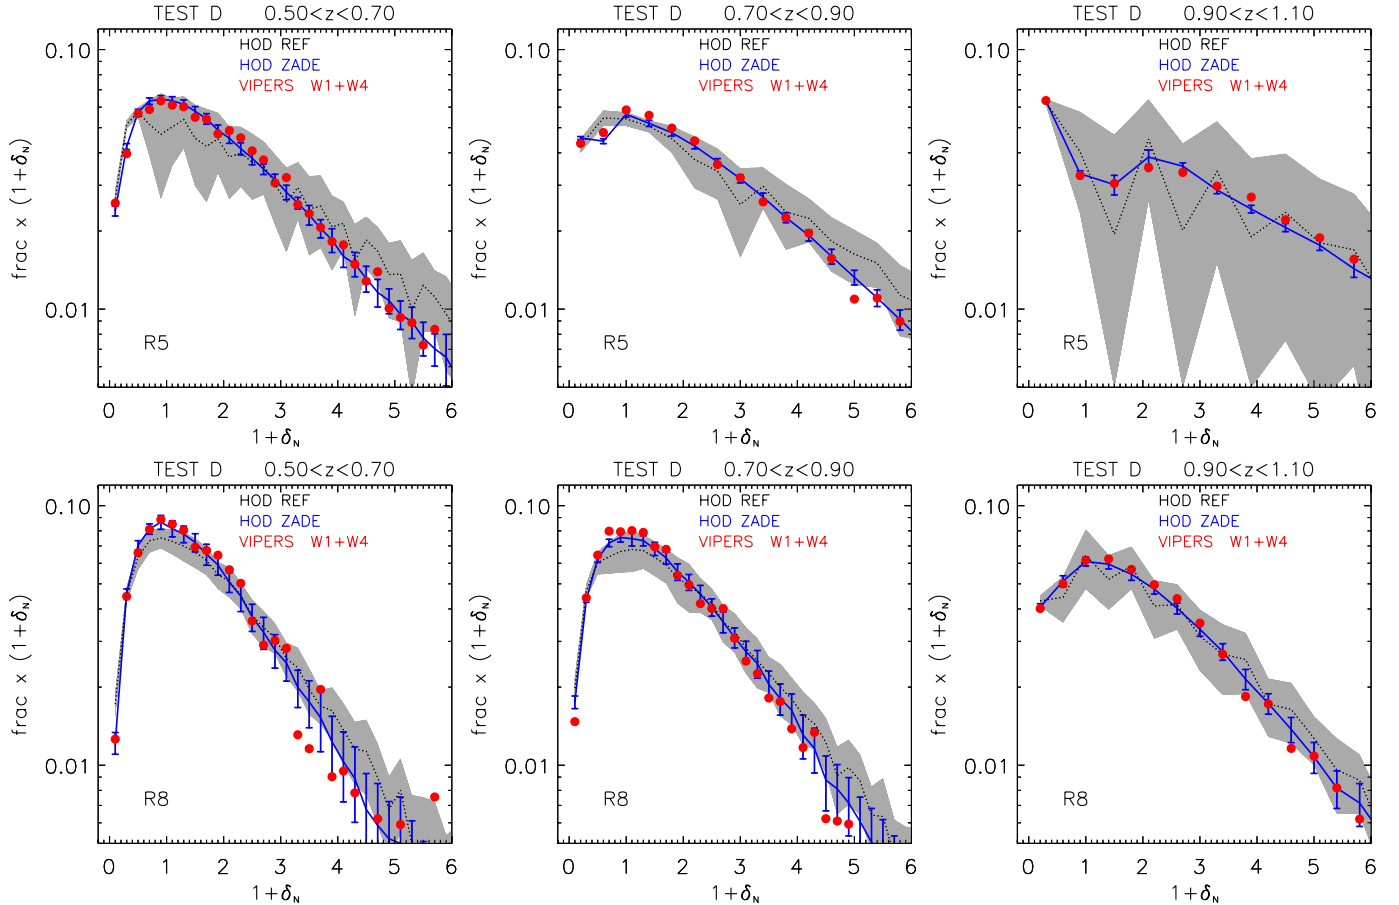 TEST D 0.50<z<0.70
HOD REF
HOD ZADE
VIPERS W1+W4
R5
0.10
0.01
frac x (1+δN)
0 1 2 3 4 5 6
1+δN
TEST D 0.70<z<0.90
HOD REF
HOD ZADE
VIPERS W1+W4
R5
0.10
0.01
frac x (1+δN)
0 1 2 3 4 5 6
1+δN
TEST D 0.90<z<1.10
HOD REF
HOD ZADE
VIPERS W1+W4
R5
0.10
0.01
frac x (1+δN)
0 1 2 3 4 5 6
1+δN
TEST D 0.50<z<0.70
HOD REF
HOD ZADE
VIPERS W1+W4
R8
0.10
0.01
frac x (1+δN)
0 1 2 3 4 5 6
1+δN
TEST D 0.70<z<0.90
HOD REF
HOD ZADE
VIPERS W1+W4
R8
0.10
0.01
frac x (1+δN)
0 1 2 3 4 5 6
1+δN
TEST D 0.90<z<1.10
HOD REF
HOD ZADE
VIPERS W1+W4
R8
0.10
0.01
frac x (1+δN)
0 1 2 3 4 5 6
1+δN